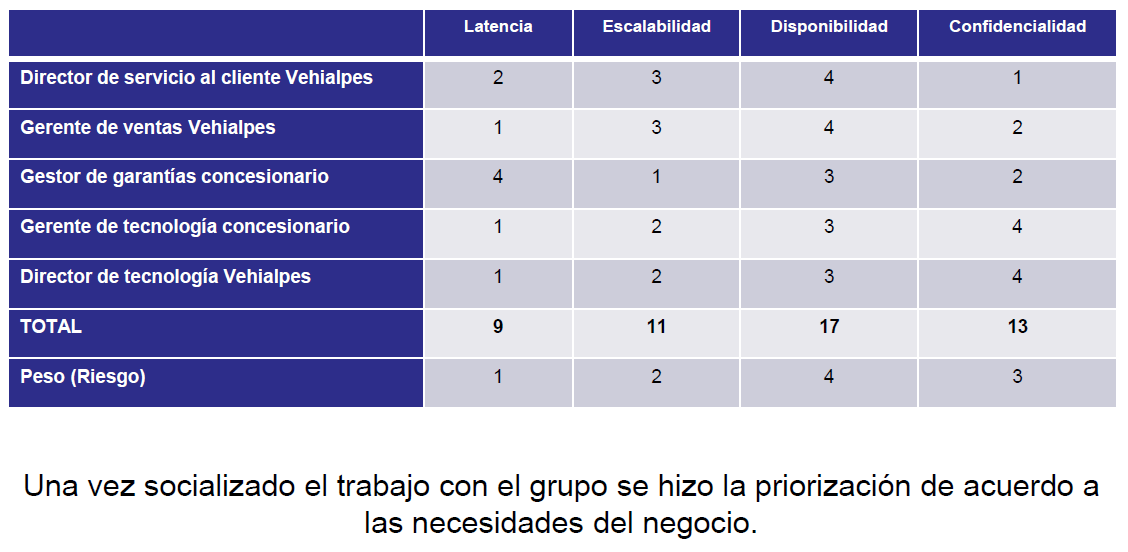 Latencia Escalabilidad Disponibilidad Confidencialidad
Director de servicio al cliente Vehialpes 2 3 4 1
Gerente de ventas Vehialpes 1 3 4 2
Gestor de garantías concesionario 4 1 3 2
Gerente de tecnología concesionario 1 2 3 4
Director de tecnología Vehialpes 1 2 3 4
TOTAL 9 11 17 13
Peso (Riesgo) 1 2 4 3
Una vez socializado el trabajo con el grupo se hizo la priorización de acuerdo a
las necesidades del negocio.